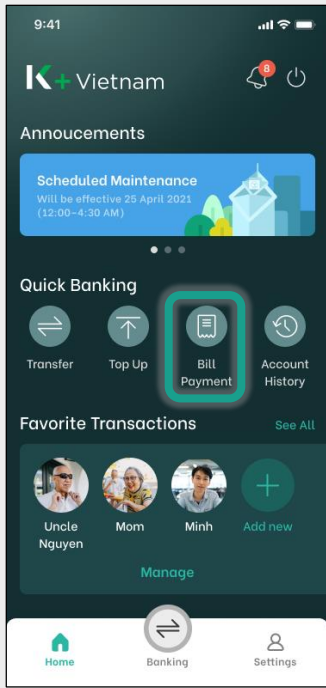 9:41
K+ Vietnam
8
Annoucements
Scheduled Maintenance
Will be effective 25 April 2021
(12:00-4:30 AM)
Quick Banking
Transfer
Top Up
Bill
Payment
Account
History
Favorite Transactions
See All
Uncle
Nguyen
Mom
Minh
Add new
Manage
Home
Banking
Settings